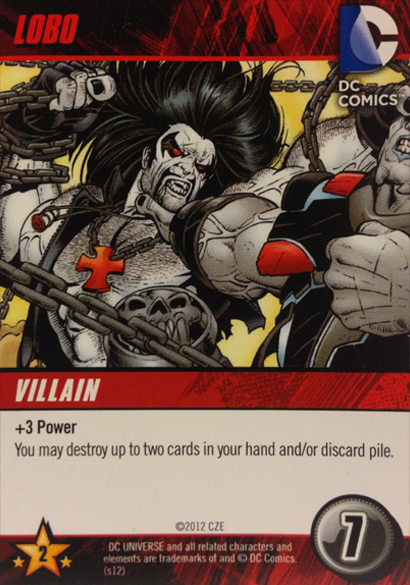 LOBO
DC
DC
COMICS™
VILLAIN
+3 Power
You may destroy up to two cards in your hand and/or discard pile.
©2012 CZE
2
DC UNIVERSE and all related characters and
elements are trademarks of and © DC Comics.
(s12)
7